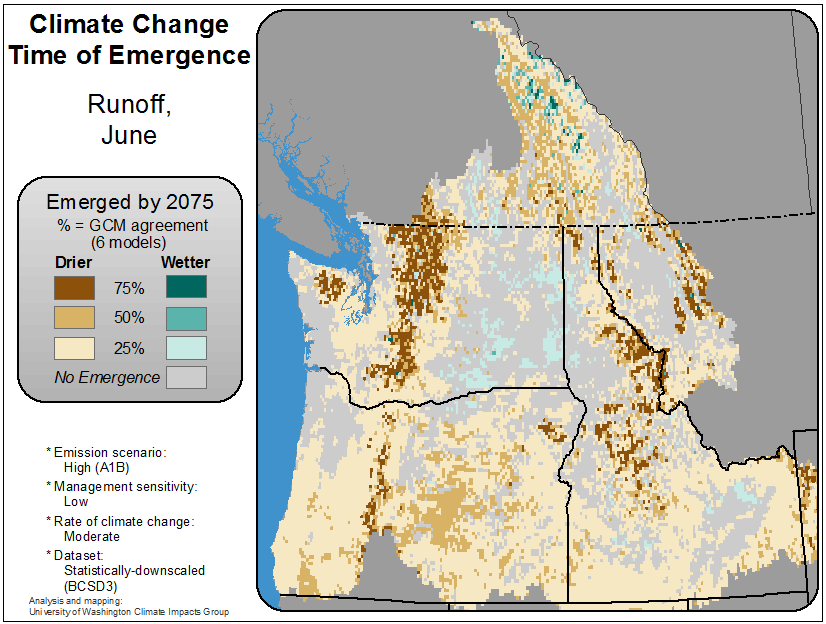 Climate Change
Time of Emergence
Runoff,
June
Emerged by 2075
% = GCM agreement
(6 models)
Drier Wetter
75%
50%
25%
No Emergence
* Emission scenario:
High (A1B)
* Management sensitivity:
Low
* Rate of climate change:
Moderate
* Dataset:
Statistically-downscaled
(BCSD3)
Analysis and mapping:
University of Washington Climate Impacts Group